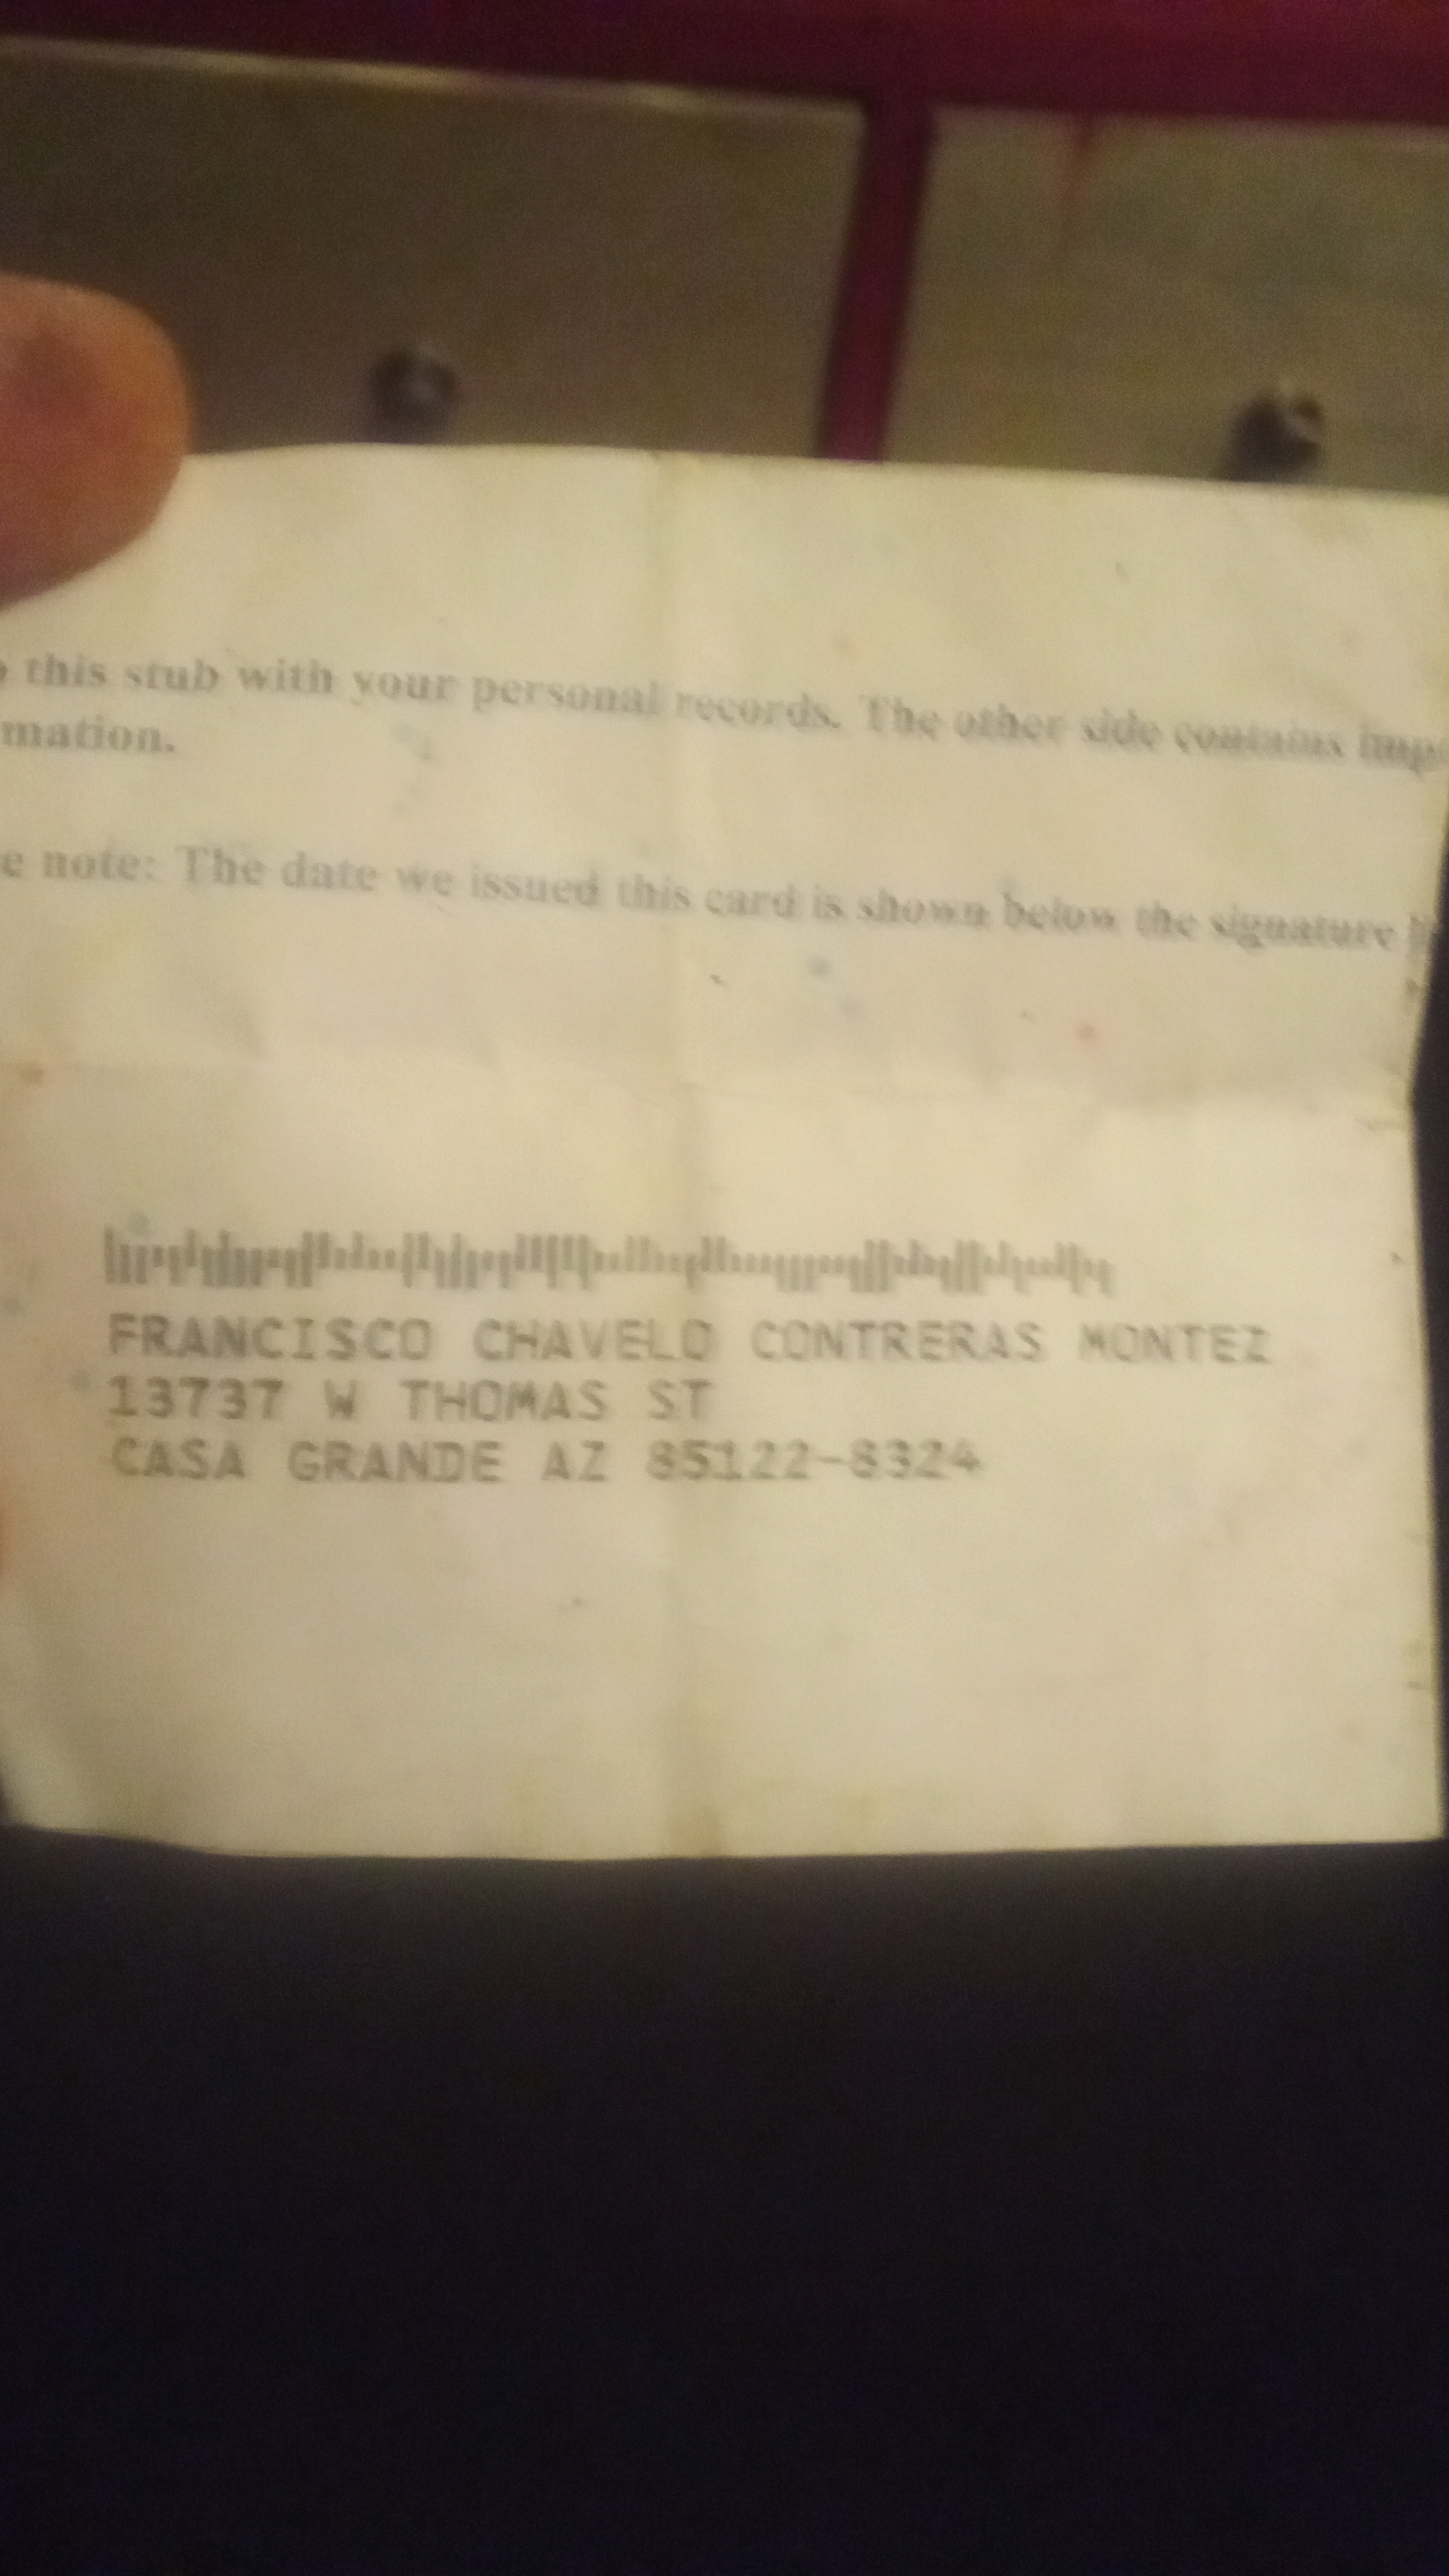 this stub with your personal records. The other side contains imp
mation.
e note: The date we issued this card is shown below the signature
FRANCISCO CHAVELO CONTRERAS MONTEZ
13737 W THOMAS ST
CASA GRANDE AZ 85122-8324